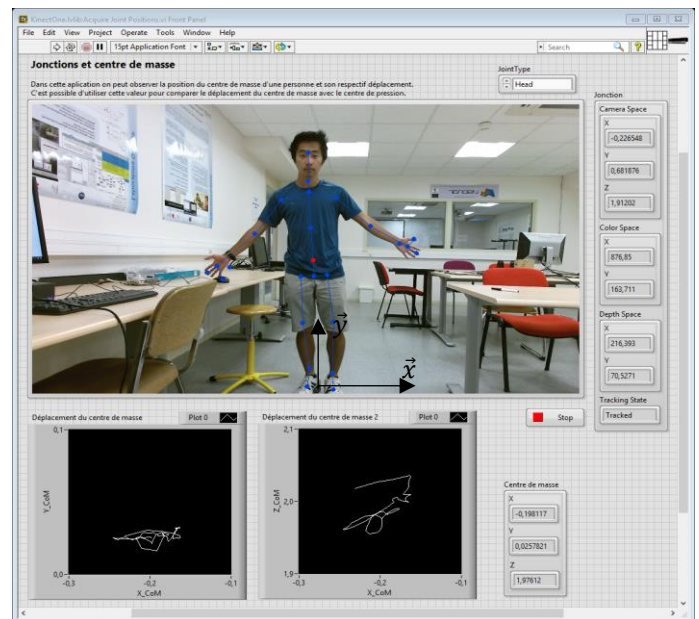 KinectOne.lvlib:Acquire Joint Positions.vi Front Panel
File Edit View Project Operate Tools Window Help
15pt Application Font
Search
Jonctions et centre de masse
Dans cette aplication on peut observer la position du centre de masse d'une personne et son respectif déplacement.
C'est possible d'utiliser cette valeur pour comparer le déplacement du centre de masse avec le centre de pression.
JointType
Head
Jonction
Camera Space
X
-0,226548
Y
0,681876
Z
1,91202
Color Space
X
876,85
Y
163,711
Depth Space
X
216,393
Y
70,5271
Tracking State
Tracked
y
x
Stop
Déplacement du centre de masse
Plot 0
0,1
Y_CoM
0,0
-0,3
-0,2
-0,1
X_CoM
Déplacement du centre de masse 2
Plot 0
2,1
Z_CoM
2,0
1,9
-0,3
-0,2
-0,1
X_CoM
Centre de masse
X
-0,198117
Y
0,0257821
Z
1,97612